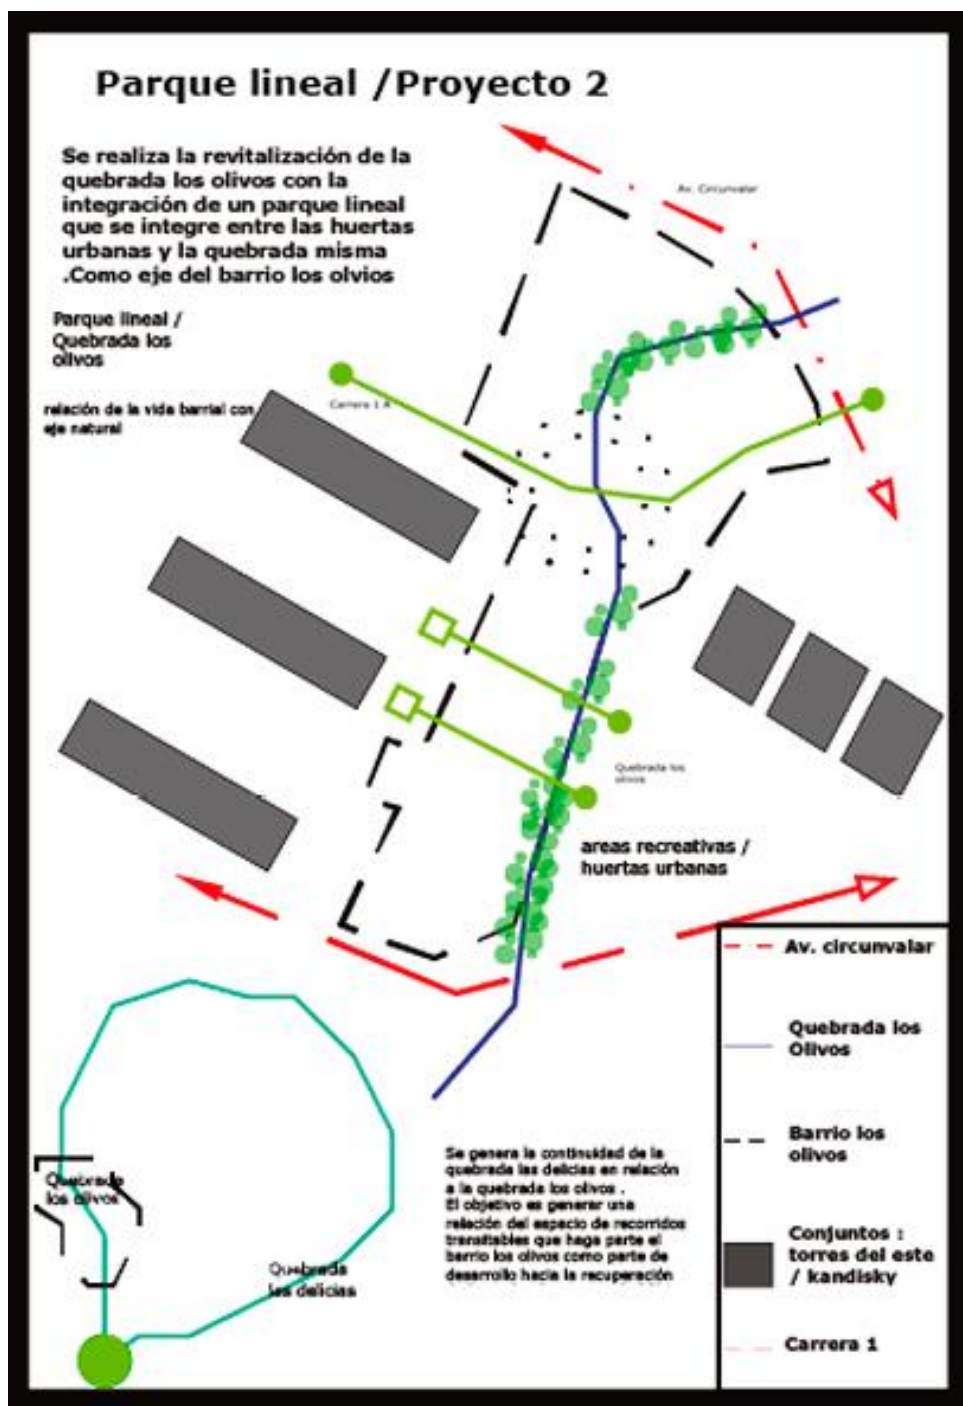 Parque lineal /Proyecto 2
Se realiza la revitalización de la
quebrada los olivos con la
integración de un parque lineal
que se integre entre las huertas
urbanas y la quebrada misma
.Como eje del barrio los olvios
Av. Circunvalar
Parque lineal /
Quebrada los
olivos
Carrera 1 A
relación de la vida barrial con
eje natural
Quebrada los
olivos
areas recreativas /
huertas urbanas
Av. circunvalar
Quebrada los
Olivos
Barrio los
olivos
Conjuntos :
torres del este
/ kandisky
Carrera 1
Se genera la continuidad de la
quebrada las delicias en relación
a la quebrada los olivos .
El objetivo es generar una
relación del espacio de recorridos
transitables que haga parte el
barrio los olivos como parte de
desarrollo hacia la recuperación
Quebrada
los olivos
Quebrada
las delicias